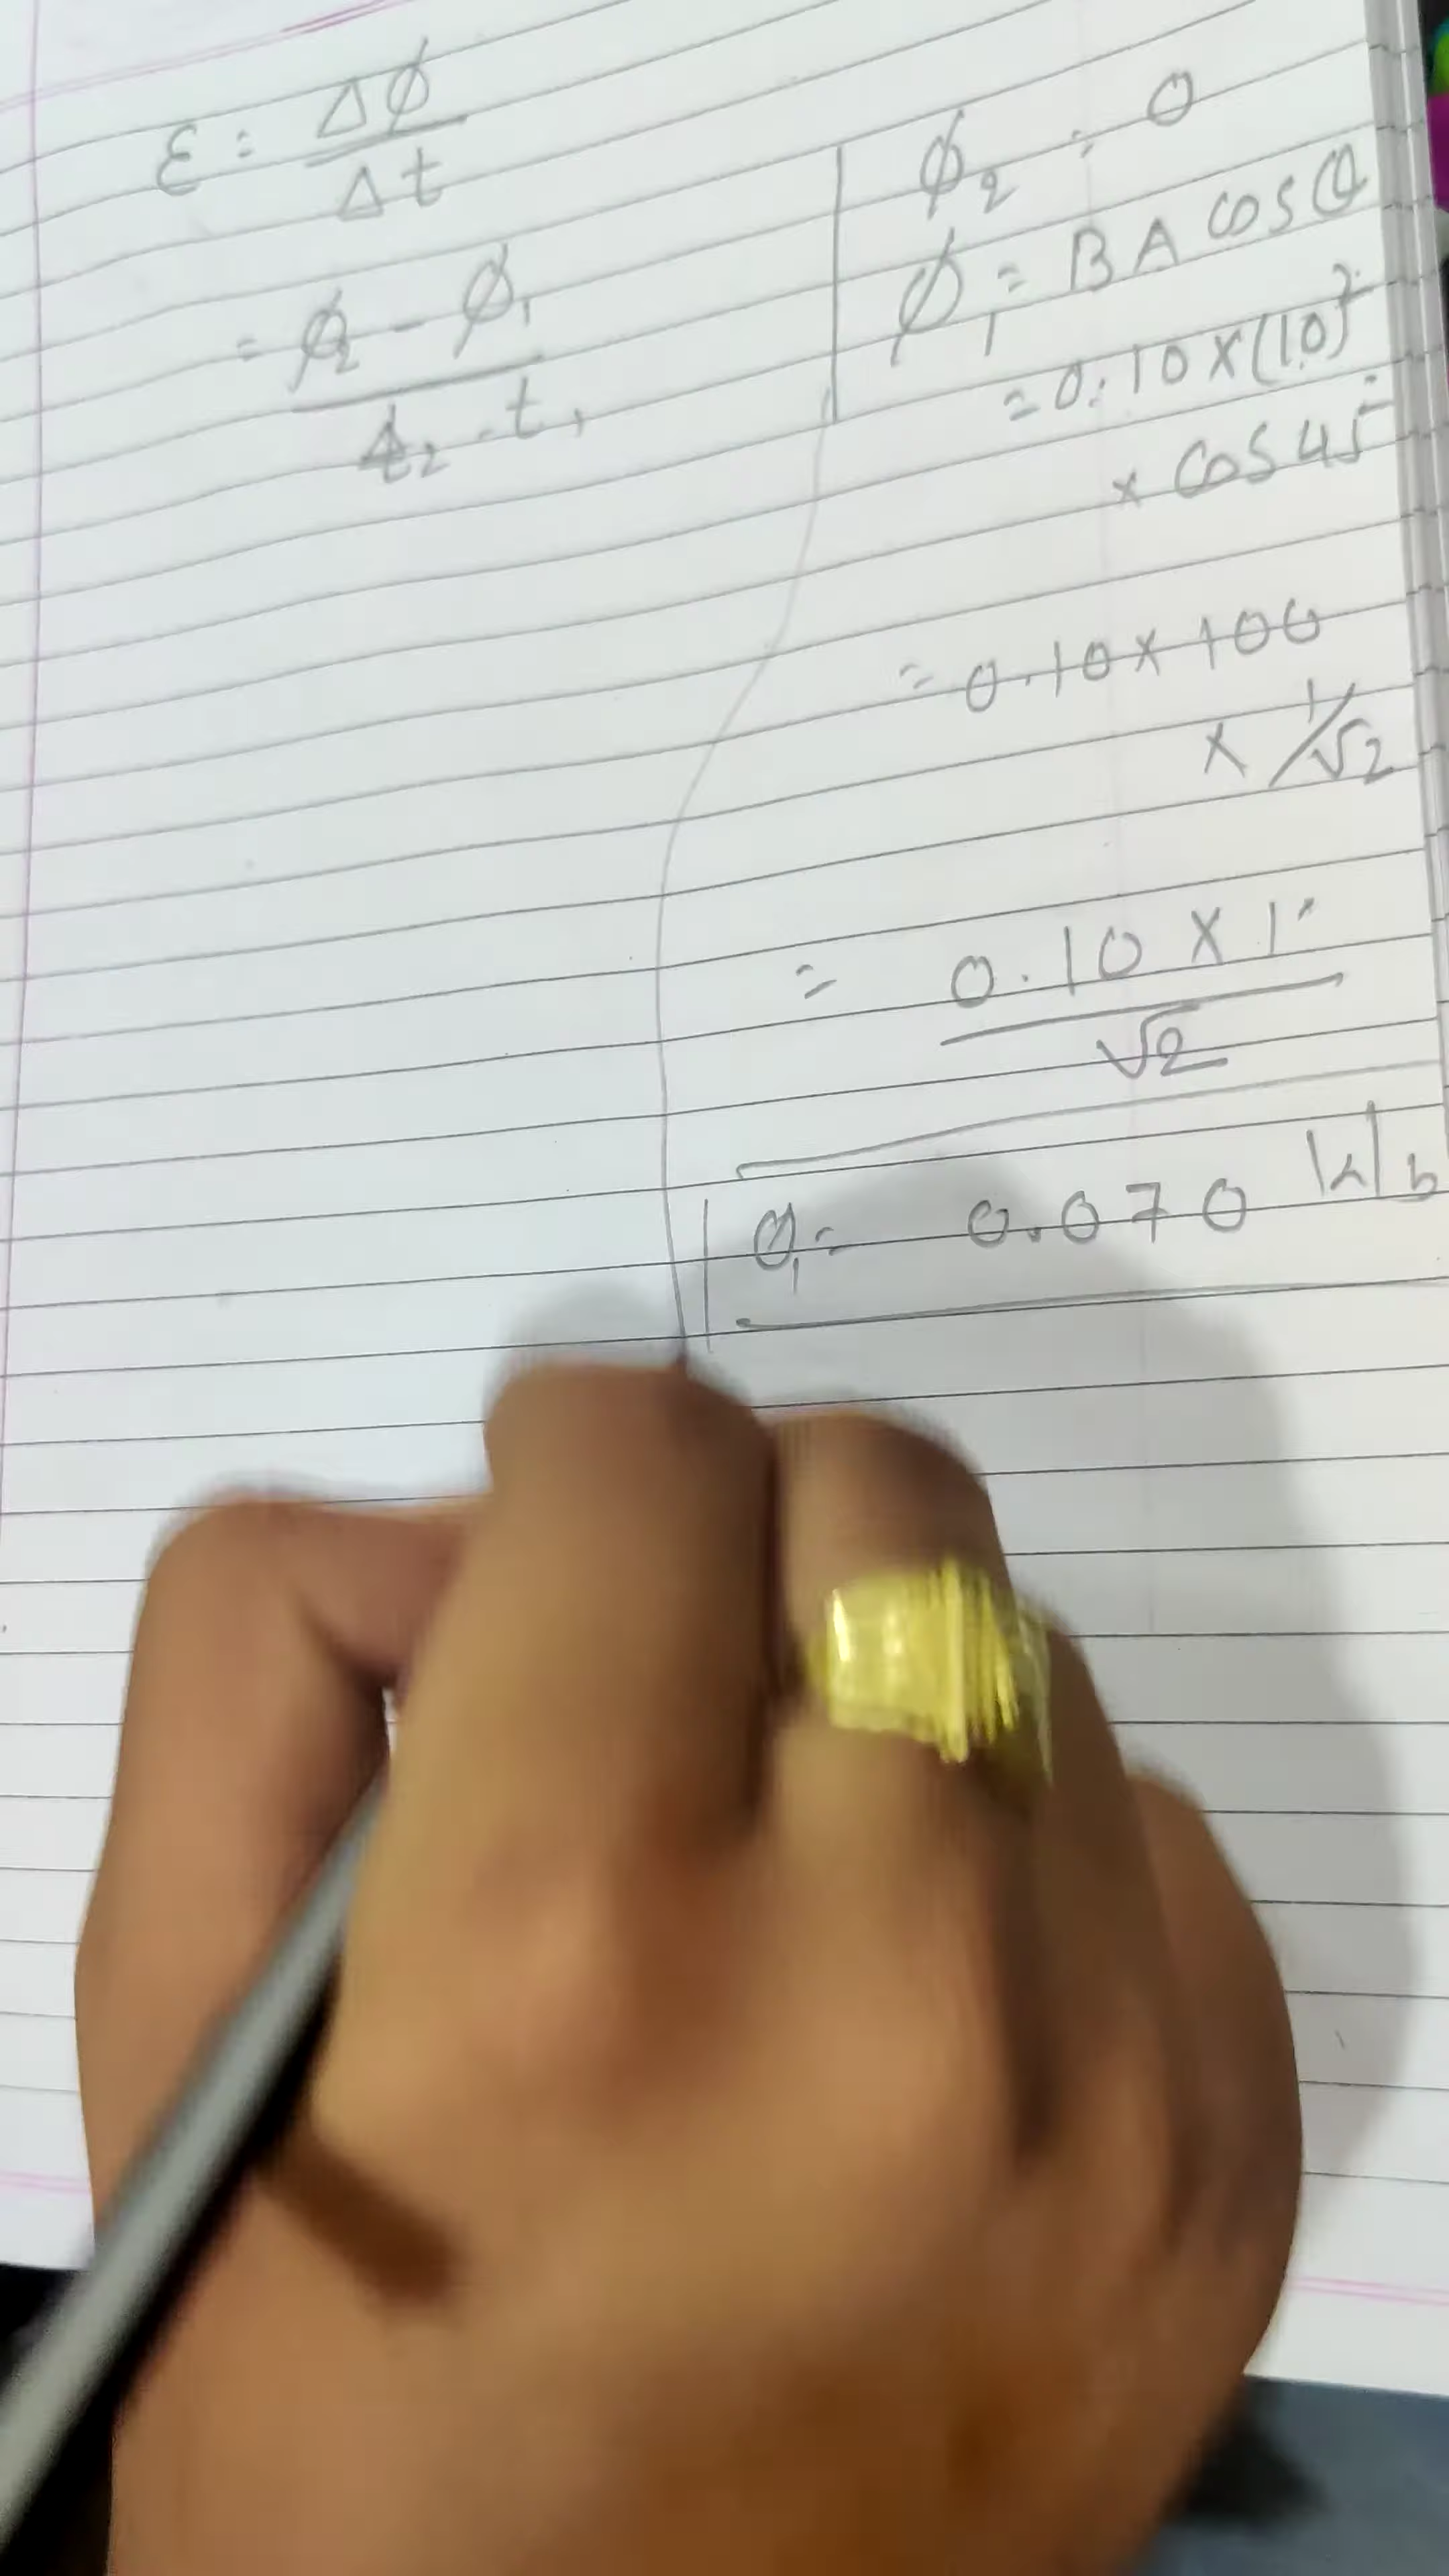 ε = Δφ / Δt
= φ₂ - φ₁ / t₂ - t₁
φ₂ = 0
φ₁ = BA cosθ
= 0.10 x (10)²
x cos 45°
= 0.10 x 100
x 1/√2
= 0.10 x 1 / √2
φ₁ = 0.070 Wb